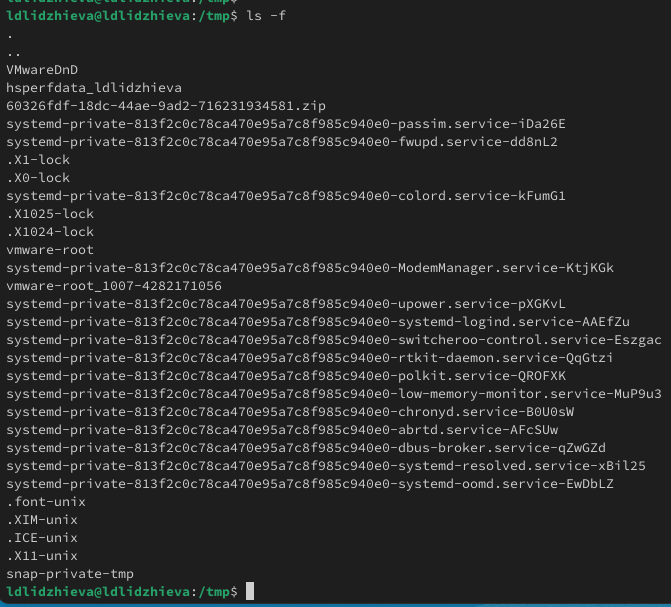 ldlidzhieva@ldlidzhieva:/tmp$ ls -f
.
..
VMwareDnD
hsperfdata_ldlidzhieva
60326fdf-18dc-44ae-9ad2-716231934581.zip
systemd-private-813f2c0c78ca470e95a7c8f985c940e0-passim.service-iDa26E
systemd-private-813f2c0c78ca470e95a7c8f985c940e0-fwupd.service-dd8nL2
.X1-lock
.X0-lock
systemd-private-813f2c0c78ca470e95a7c8f985c940e0-colord.service-kFumG1
.X1025-lock
.X1024-lock
vmware-root
systemd-private-813f2c0c78ca470e95a7c8f985c940e0-ModemManager.service-KtjKGk
vmware-root_1007-4282171056
systemd-private-813f2c0c78ca470e95a7c8f985c940e0-upower.service-pXGKvL
systemd-private-813f2c0c78ca470e95a7c8f985c940e0-systemd-logind.service-AAEfZu
systemd-private-813f2c0c78ca470e95a7c8f985c940e0-switcheroo-control.service-Eszgac
systemd-private-813f2c0c78ca470e95a7c8f985c940e0-rtkit-daemon.service-QqGtzi
systemd-private-813f2c0c78ca470e95a7c8f985c940e0-polkit.service-QROFXK
systemd-private-813f2c0c78ca470e95a7c8f985c940e0-low-memory-monitor.service-MuP9u3
systemd-private-813f2c0c78ca470e95a7c8f985c940e0-chronyd.service-B0U0sW
systemd-private-813f2c0c78ca470e95a7c8f985c940e0-abrtd.service-AFcSUw
systemd-private-813f2c0c78ca470e95a7c8f985c940e0-dbus-broker.service-qZwGZd
systemd-private-813f2c0c78ca470e95a7c8f985c940e0-systemd-resolved.service-xBil25
systemd-private-813f2c0c78ca470e95a7c8f985c940e0-systemd-oomd.service-EwDbLZ
.font-unix
.XIM-unix
.ICE-unix
.X11-unix
snap-private-tmp
ldlidzhieva@ldlidzhieva:/tmp$